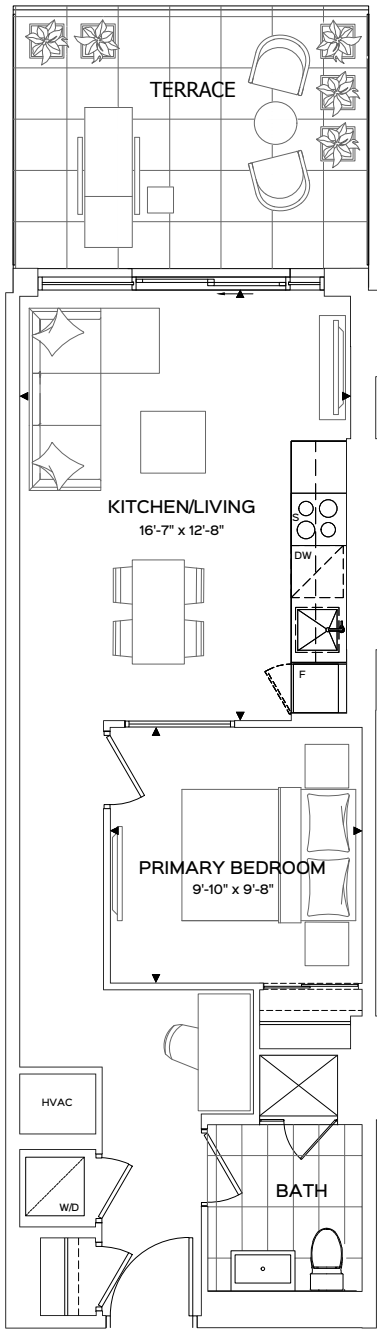 TERRACE
KITCHEN/LIVING
16'-7" x 12'-8"
S
DW
F
PRIMARY BEDROOM
9'-10" x 9'-8"
HVAC
W/D
BATH